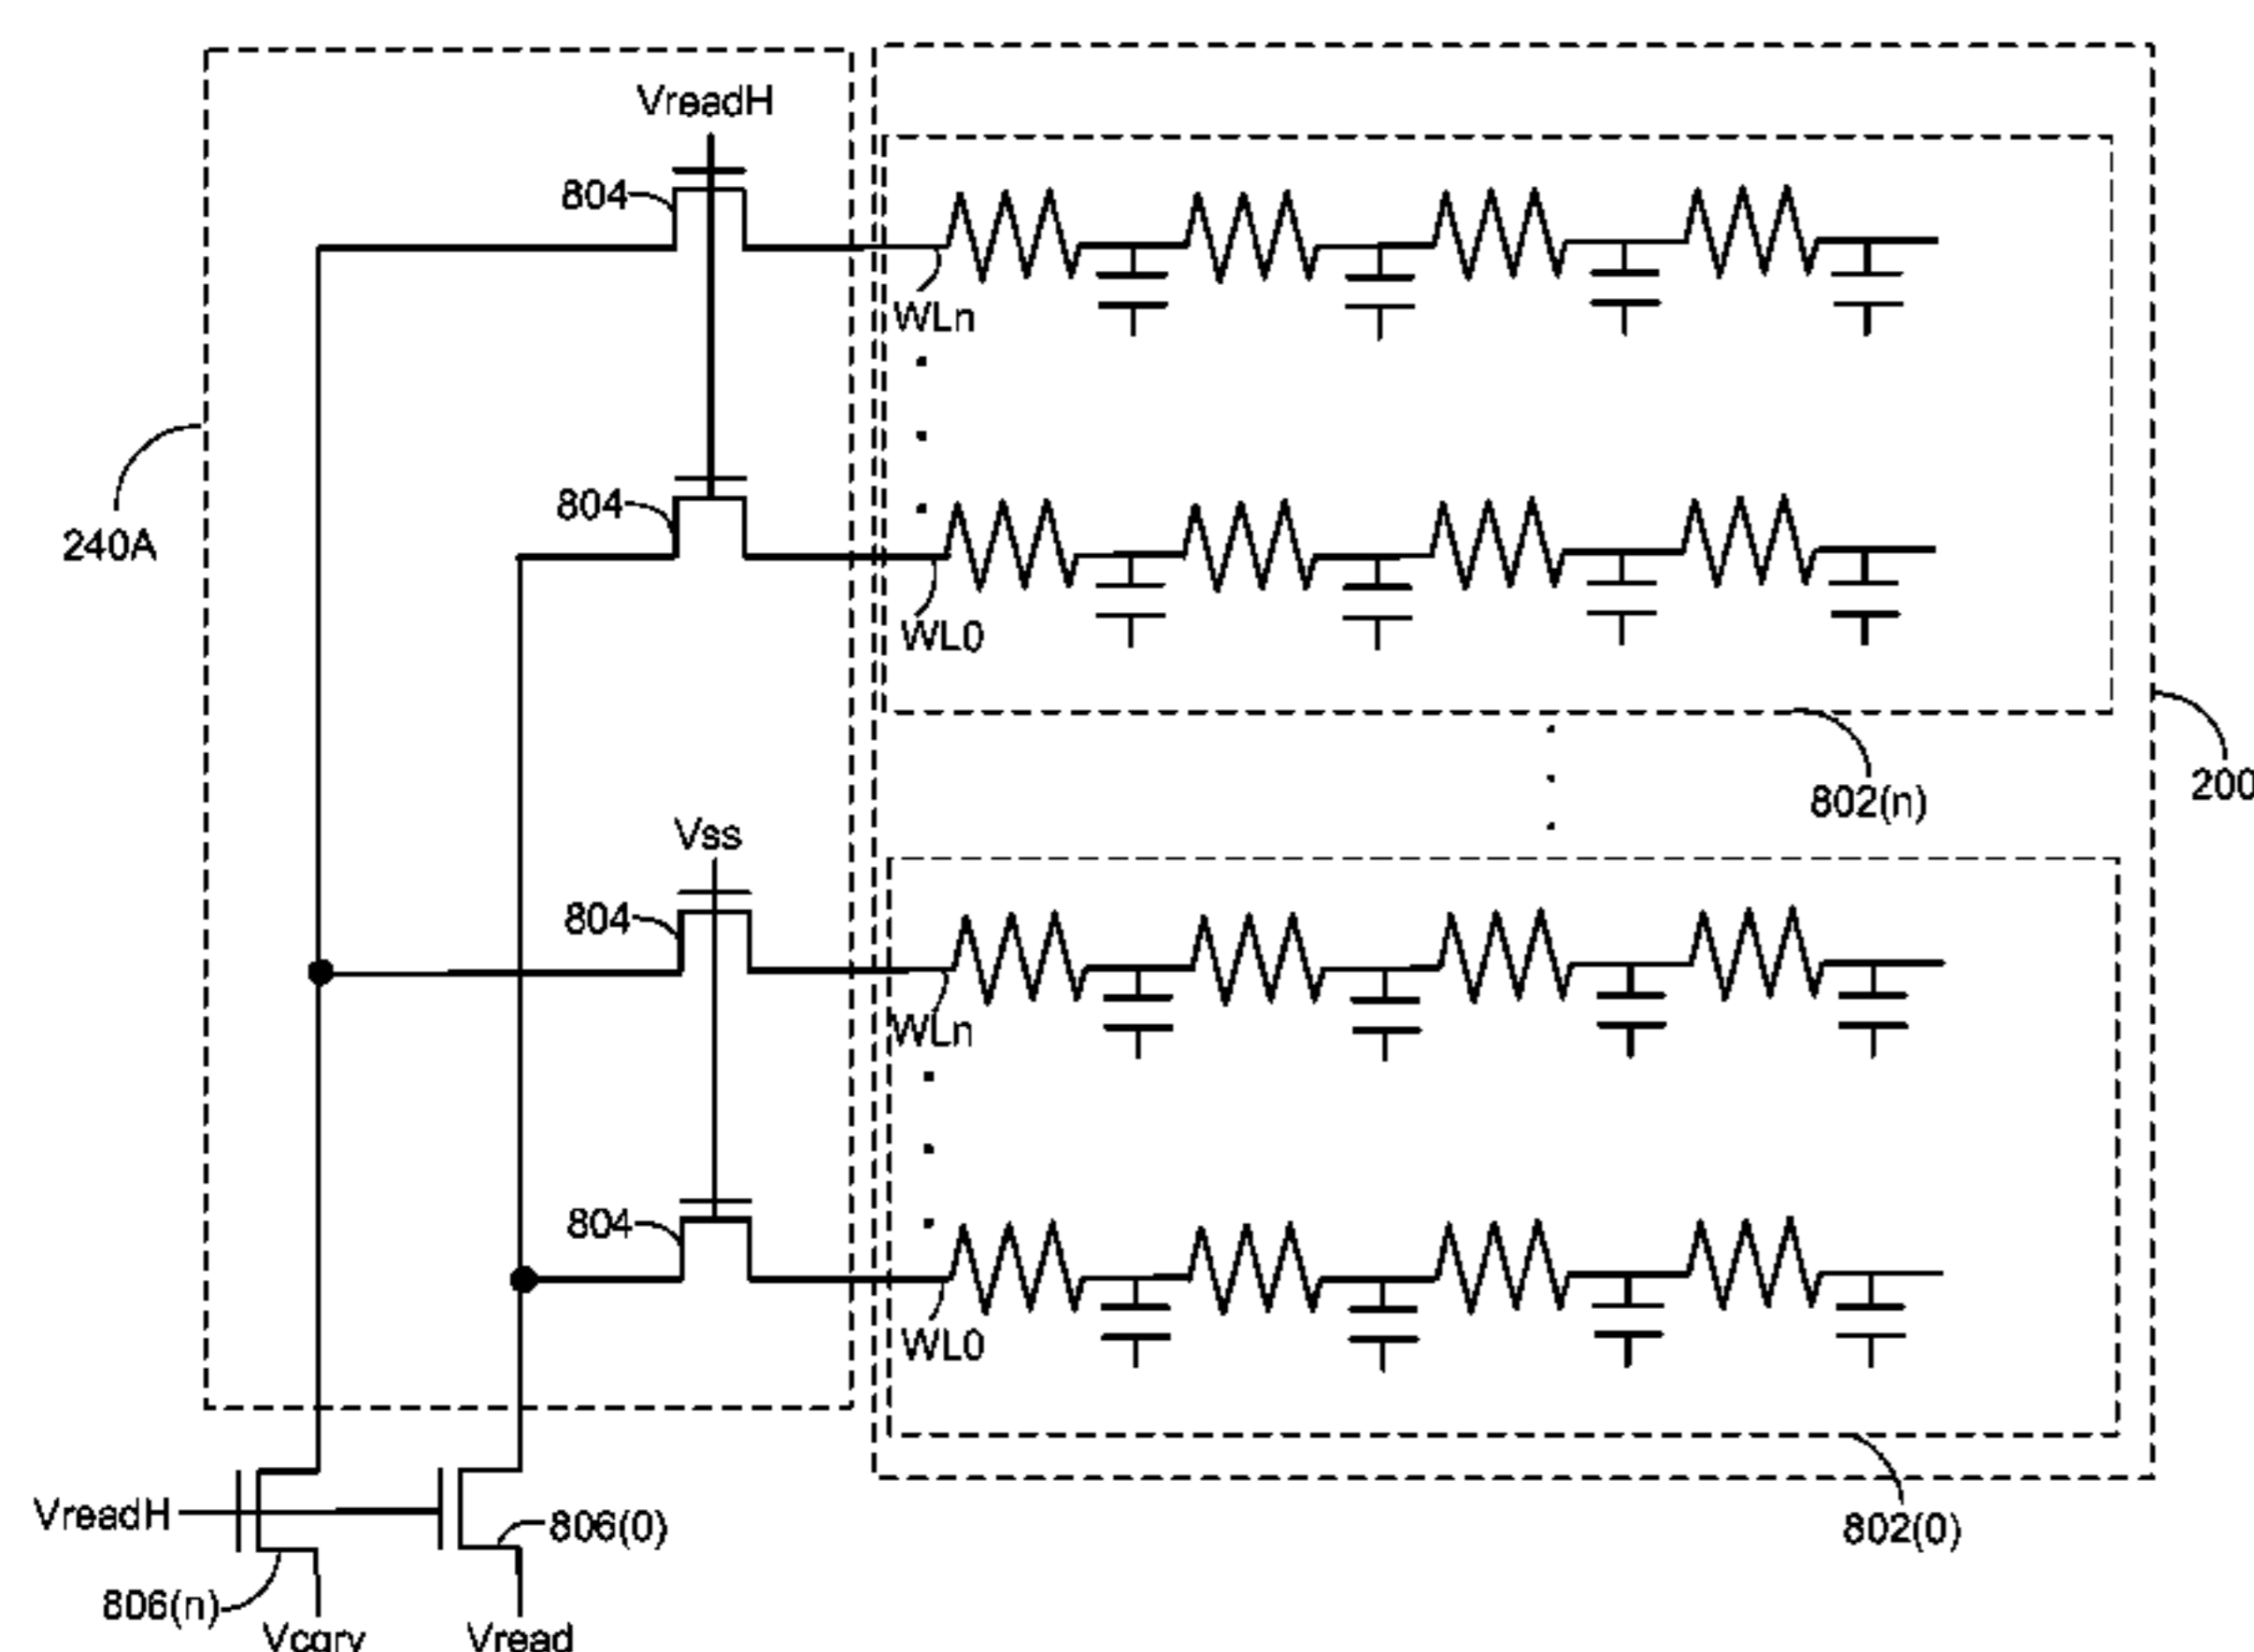 VreadH
804
WLn
804
240A
WL0
200
802(n)
Vss
804
WLn
804
WL0
VreadH
806(0)
802(0)
806(n)
Vcgrv
Vread